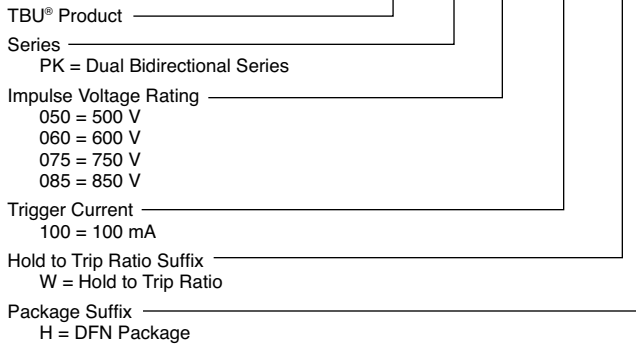 TBU® Product
Series
PK = Dual Bidirectional Series
Impulse Voltage Rating
050 = 500 V
060 = 600 V
075 = 750 V
085 = 850 V
Trigger Current
100 = 100 mA
Hold to Trip Ratio Suffix
W = Hold to Trip Ratio
Package Suffix
H = DFN Package